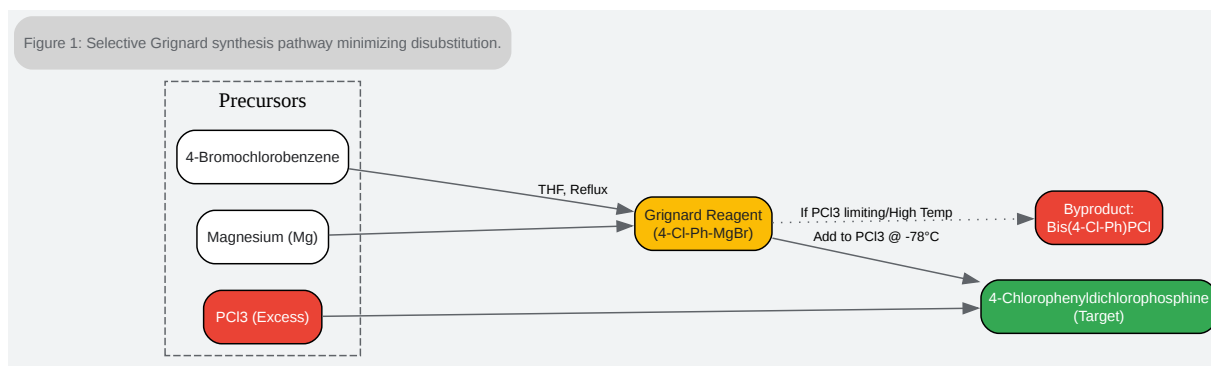 Figure 1: Selective Grignard synthesis pathway minimizing disubstitution.
Precursors
4-Bromochlorobenzene
THF, Reflux
Magnesium (Mg)
Grignard Reagent
(4-Cl-Ph-MgBr)
If PCl3 limiting/High Temp
Add to PCl3 @ -78°C
Byproduct:
Bis(4-Cl-Ph)PCl
PCl3 (Excess)
4-Chlorophenyldichlorophosphine
(Target)